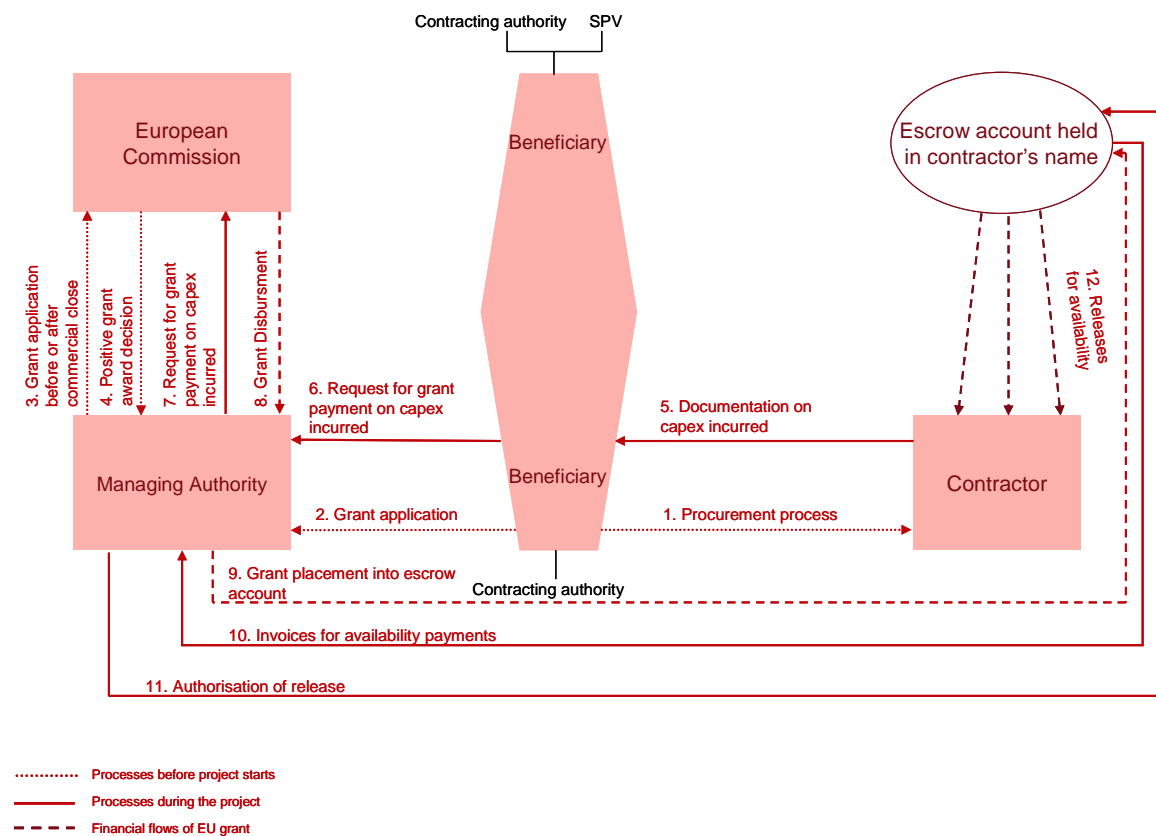 Contracting authority
SPV
European
Commission
Beneficiary
Escrow account held
in contractor's name
3. Grant application
before or after
commercial close
4. Positive grant
award decision
7. Request for grant
payment on capex
incurred
8. Grant Disbursment
12. Releases
for availability
6. Request for grant
payment on capex
incurred
5. Documentation on
capex incurred
Managing Authority
Beneficiary
Contractor
2. Grant application
1. Procurement process
9. Grant placement into escrow
account
Contracting authority
10. Invoices for availability payments
11. Authorisation of release
Processes before project starts
Processes during the project
Financial flows of EU grant